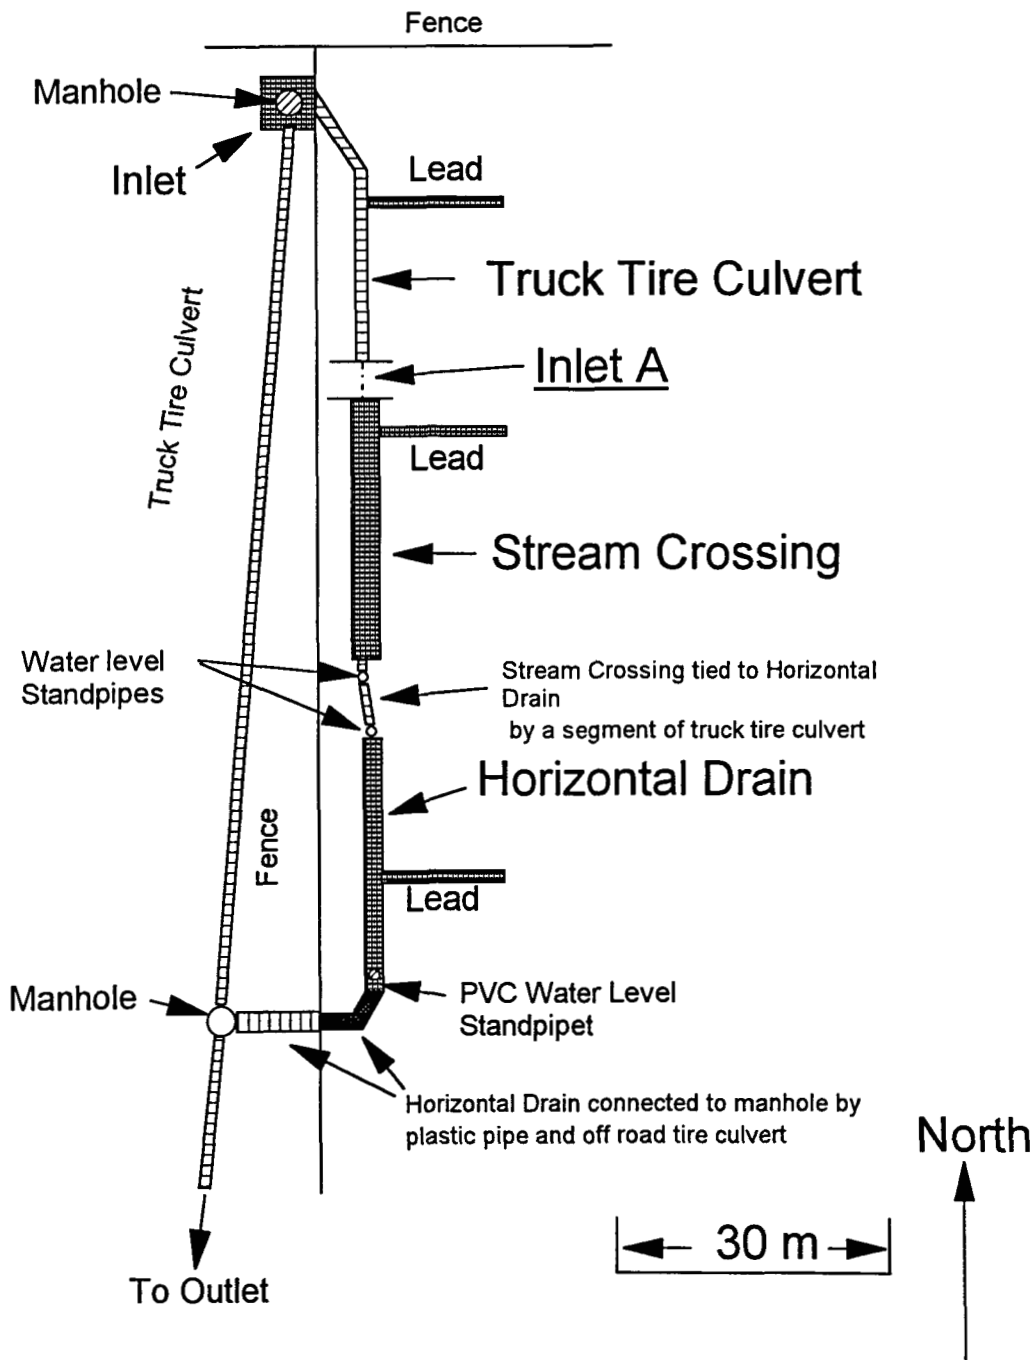 Fence
Manhole
Inlet
Lead
Truck Tire Culvert
Truck Tire Culvert
Inlet A
Lead
Stream Crossing
Water level
Standpipes
Stream Crossing tied to Horizontal
Drain
by a segment of truck tire culvert
Horizontal Drain
Fence
Lead
Manhole
PVC Water Level
Standpipet
Horizontal Drain connected to manhole by
plastic pipe and off road tire culvert
North
30 m
To Outlet